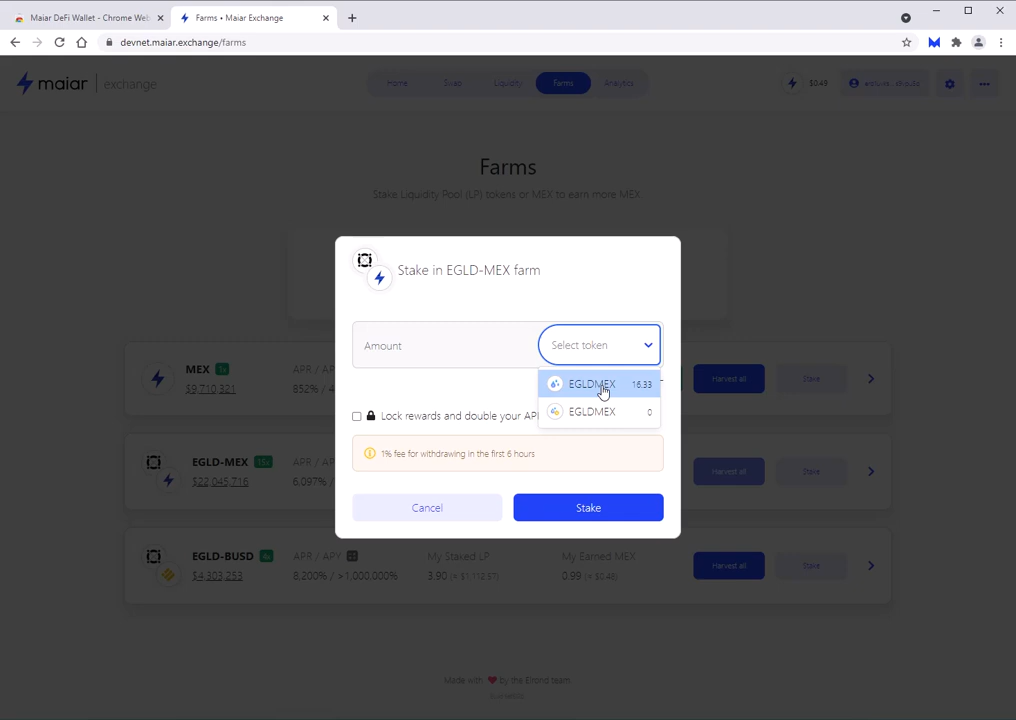 Maiar DeFi Wallet - Chrome Web
Farms • Maiar Exchange
devnet.maiar.exchange/farms
maiar | exchange
Home Swap Liquidity Farms Analytics
$0.49
Farms
Stake Liquidity Pool (LP) tokens or MEX to earn more MEX
Stake in EGLD-MEX farm
Amount Select token
EGLDMEX 16.33
EGLDMEX 0
Lock rewards and double your
1% fee for withdrawing in the first 6 hours
Cancel Stake
MEX
$9,710,321
APR / AP
852% /
Harvest all Stake
EGLD-MEX
$22,045,716
APR / AP
6,097% /
Harvest all Stake
EGLD-BUSD
$4,303,253
APR / APY
8,200% / >1,000,000%
My Staked LP
3.90 (≈ $1,112.57)
My Earned MEX
0.99 (≈ $0.48)
Harvest all Stake
Made with ❤ by the Elrond team.